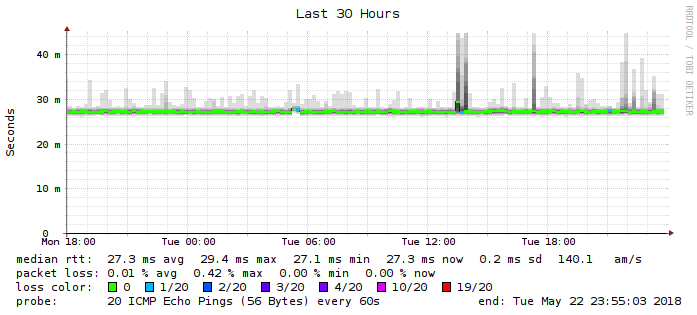 Last 30 Hours
RRDTOOL / TOBI OETIKER
Seconds
40 m
30 m
20 m
10 m
0
Mon 18:00 Tue 00:00 Tue 06:00 Tue 12:00 Tue 18:00
median rtt: 27.3 ms avg 29.4 ms max 27.1 ms min 27.3 ms now 0.2 ms sd 140.1 am/s
packet loss: 0.01 % avg 0.42 % max 0.00 % min 0.00 % now
loss color: 0 1/20 2/20 3/20 4/20 10/20 19/20
probe: 20 ICMP Echo Pings (56 Bytes) every 60s end: Tue May 22 23:55:03 2018